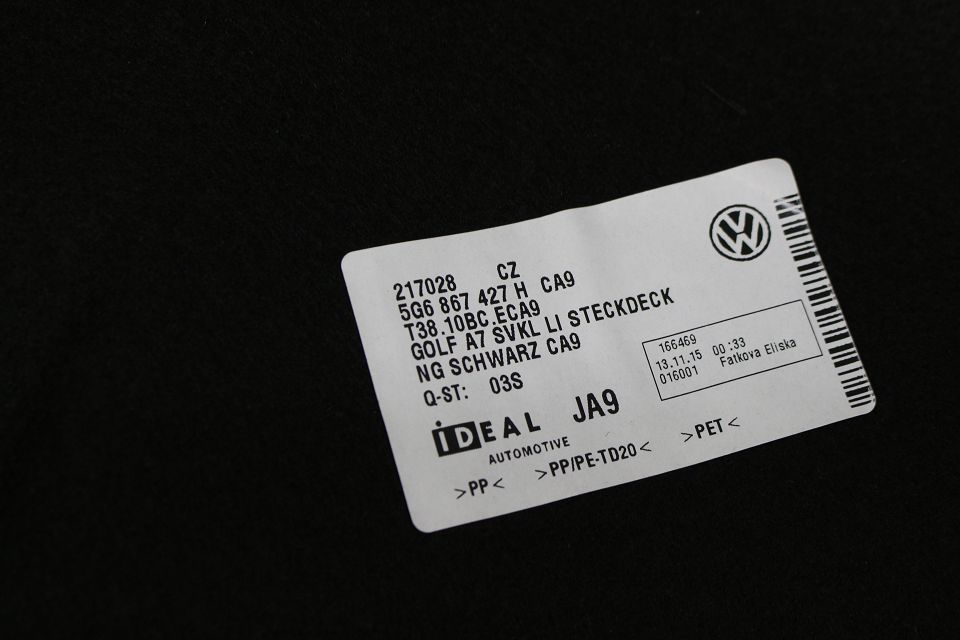 217028 CZ
5G6 867 427 H CA9
T38.10BC.ECA9
GOLF A7 SVKL LI STECKDECK
NG SCHWARZ CA9
Q-ST: 03S
166469
13.11.15 00:33
016001 Fatkova Eliska
iDEAL JA9
AUTOMOTIVE
>PP< >PP/PE-TD20< >PET<